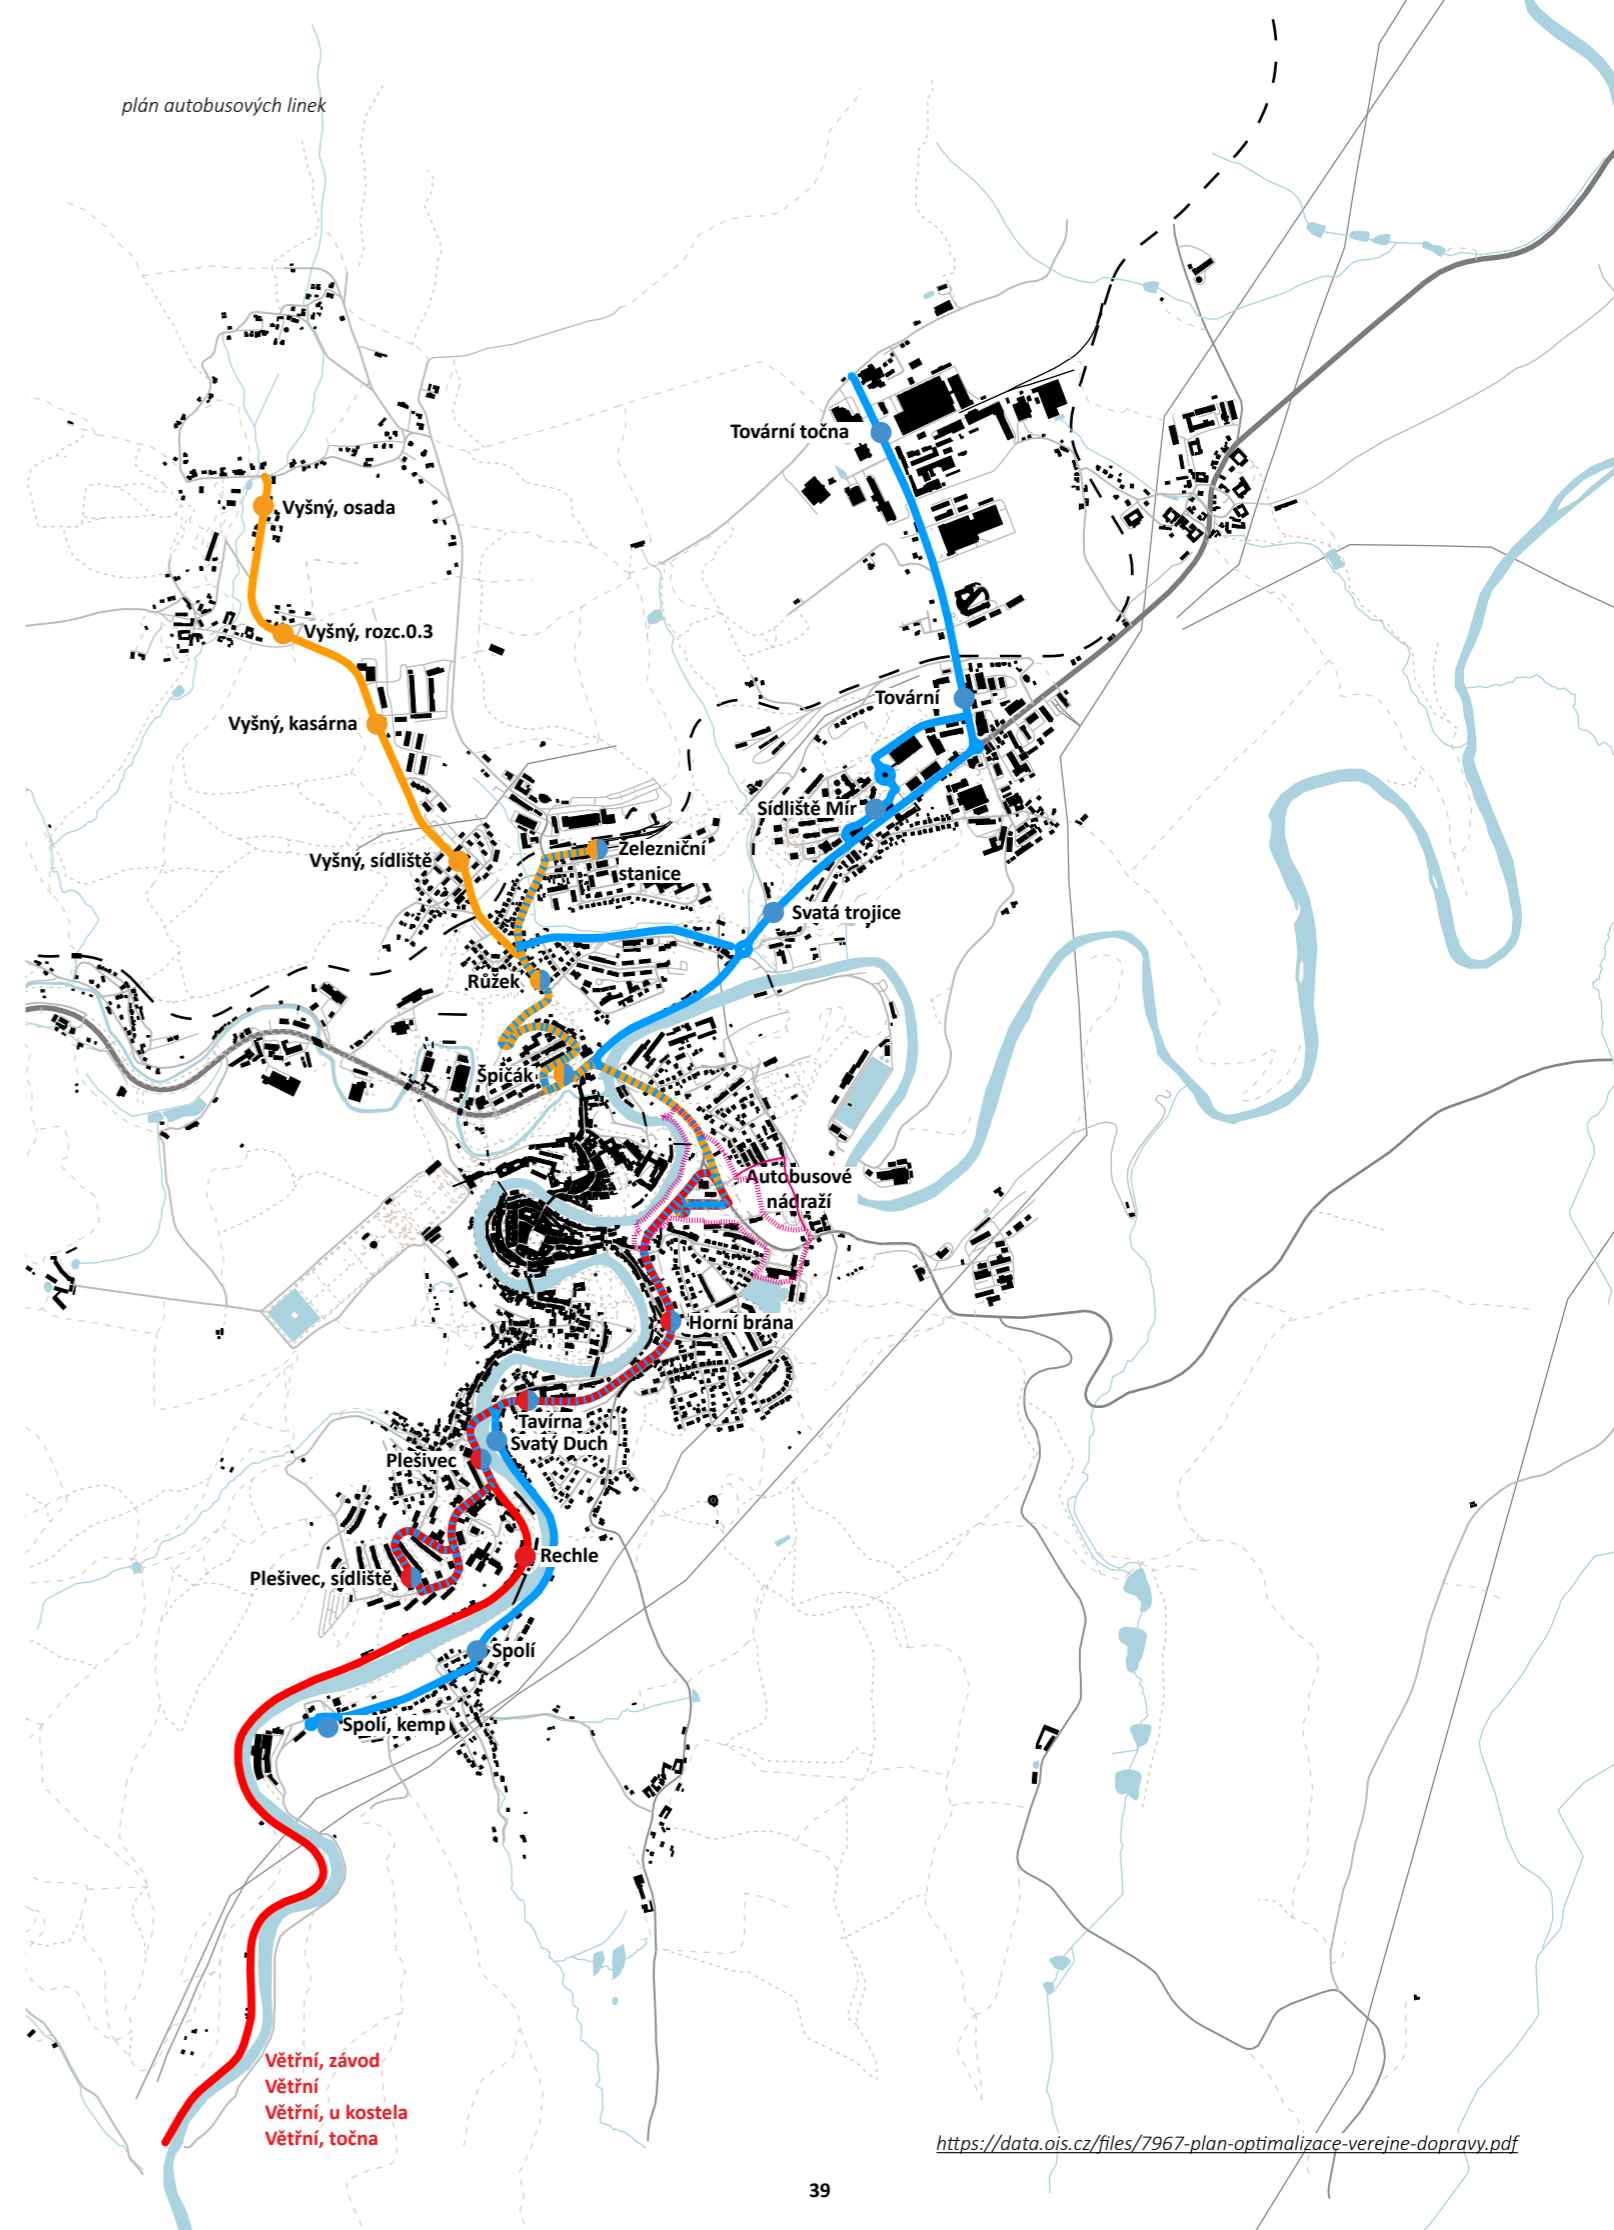 plán autobusových linek
Tovární točna
Vyšný, osada
Vyšný, rozc.0.3
Tovární
Vyšný, kasárna
Sídliště Mír
Železniční
stanice
Vyšný, sídliště
Svatá trojice
Růžek
Špičák
Autobusové
nádraží
Horní brána
Tavírna
Svatý Duch
Plešivec
Rechle
Plešivec, sídliště
Spolí
Spolí, kemp
Větřní, závod
Větřní
Větřní, u kostela
Větřní, točna
https://data.ois.cz/files/7967-plan-optimalizace-verejne-dopravy.pdf
39